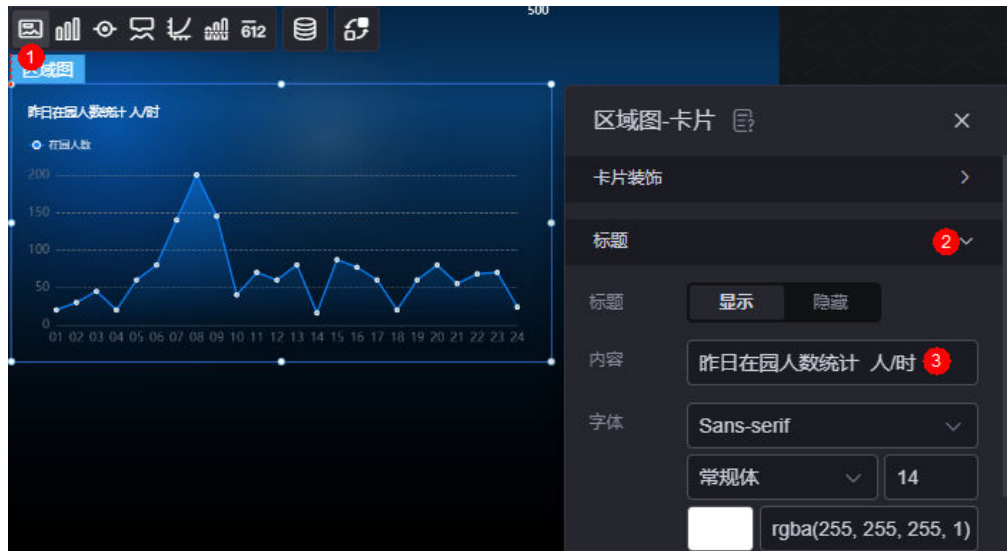 500
612
1
区域图
昨日在园人数统计 人/时
在园人数
200
150
100
50
0
01 02 03 04 05 06 07 08 09 10 11 12 13 14 15 16 17 18 19 20 21 22 23 24
区域图-卡片
卡片装饰
标题 2
标题 显示 隐藏
内容 昨日在园人数统计 人/时 3
字体 Sans-serif
常规体 14
rgba(255, 255, 255, 1)